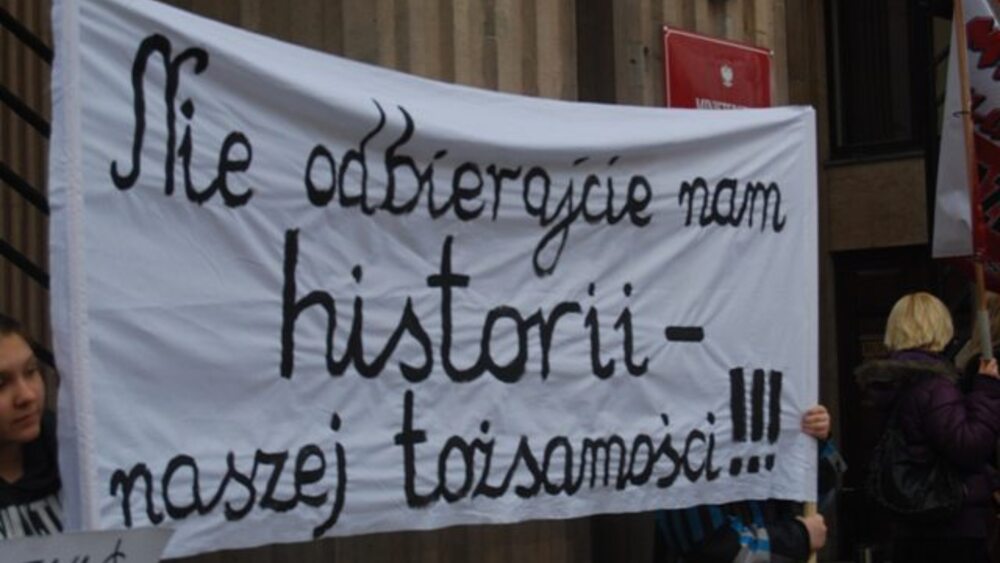 Nie odbierajcie nam
historii -
naszej tożsamości!!!